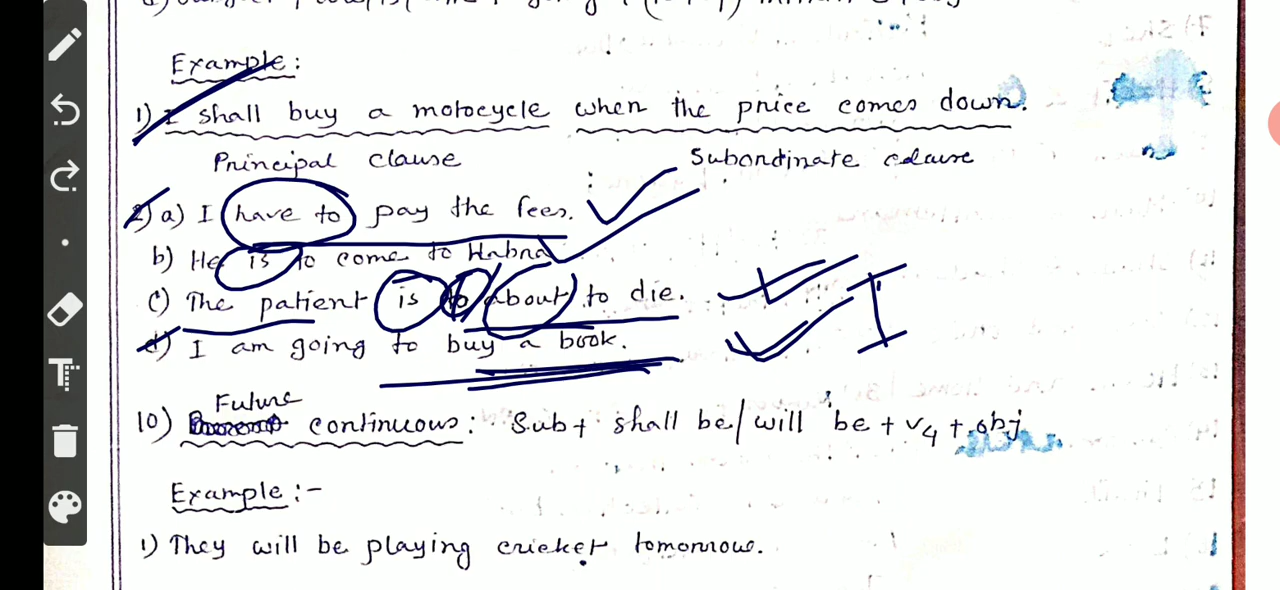 Example:
1) I shall buy a motocycle when the price comes down.
Principal clause Subordinate clause
2) a) I have to pay the fees.
b) He is to come to Habra
c) The patient is about to die.
d) I am going to buy a book.
Future
10) continuous: Sub+ shall be/will be + v4 + obj
Example:-
1) They will be playing cricket tomorrow.